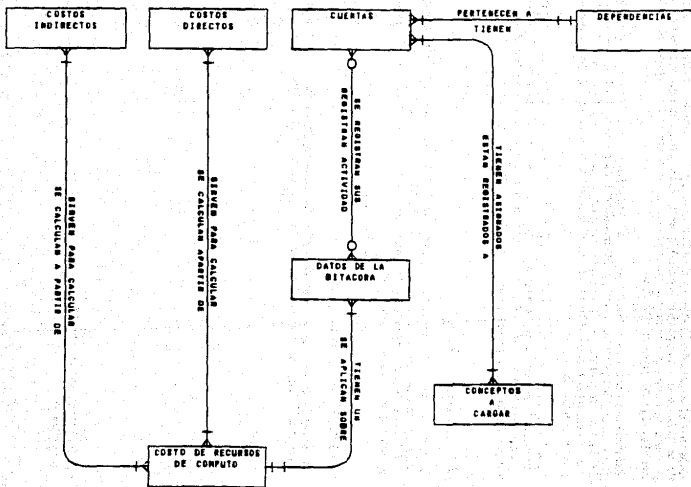 COSTOS
INDIRECTOS
COSTOS
DIRECTOS
CUENTAS
PERTENECEN A
TIENEN
DEPENDENCIAS
SE REGISTRAN SUS
REGISTRAN ACTIVIDAD
TIENEN ASIGNADOS
ESTAN REGISTRADOS A
SIRVEN PARA CALCULAR
SE CALCULAN A PARTIR DE
SIRVEN PARA CALCULAR
SE CALCULAN APARTIR DE
DATOS DE LA
BITACORA
TIENEN UN
SE APLICAN SOBRE
CONCEPTOS
A
CARGAR
COSTO DE RECURSOS
DE COMPUTO